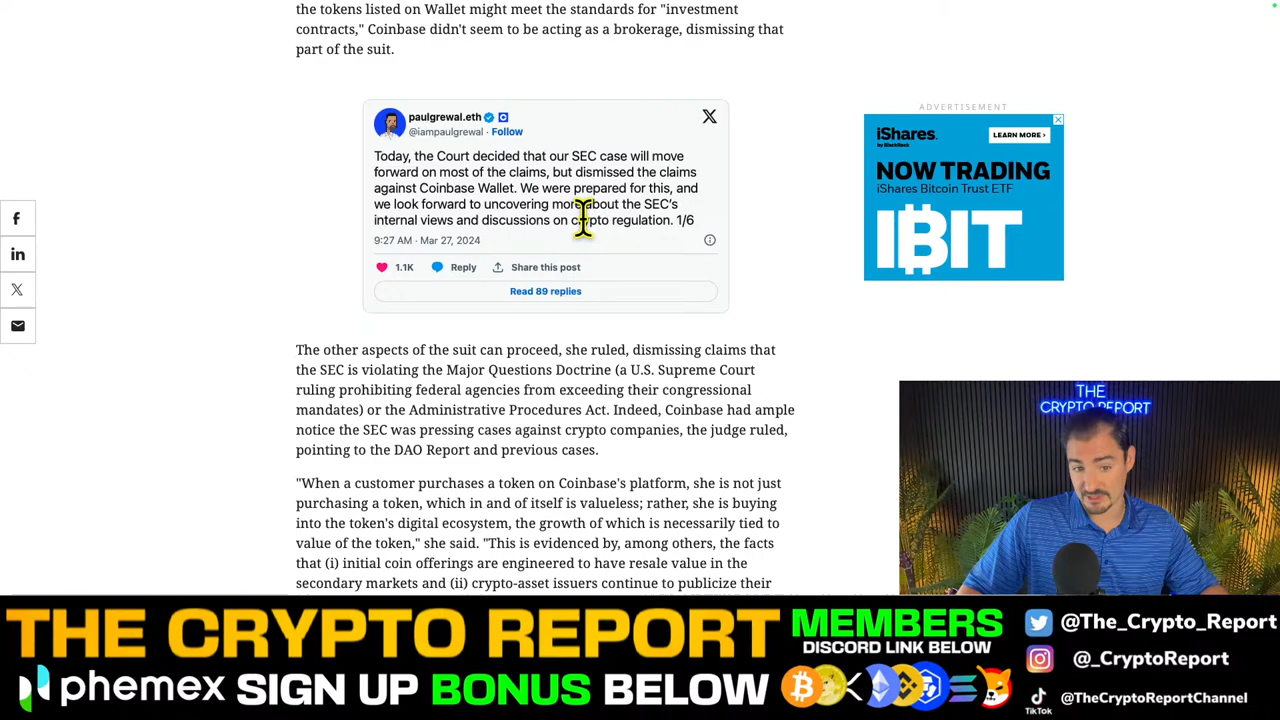 the tokens listed on Wallet might meet the standards for "investment
contracts," Coinbase didn't seem to be acting as a brokerage, dismissing that
part of the suit.
paulgrewal.eth
@iampaulgrewal · Follow
Today, the Court decided that our SEC case will move
forward on most of the claims, but dismissed the claims
against Coinbase Wallet. We were prepared for this, and
we look forward to uncovering more about the SEC's
internal views and discussions on crypto regulation. 1/6
9:27 AM · Mar 27, 2024
1.1K Reply Share this post
Read 89 replies
ADVERTISEMENT
iShares.
by BlackRock
LEARN MORE >
NOW TRADING
iShares Bitcoin Trust ETF
IBIT
The other aspects of the suit can proceed, she ruled, dismissing claims that
the SEC is violating the Major Questions Doctrine (a U.S. Supreme Court
ruling prohibiting federal agencies from exceeding their congressional
mandates) or the Administrative Procedures Act. Indeed, Coinbase had ample
notice the SEC was pressing cases against crypto companies, the judge ruled,
pointing to the DAO Report and previous cases.
"When a customer purchases a token on Coinbase's platform, she is not just
purchasing a token, which in and of itself is valueless; rather, she is buying
into the token's digital ecosystem, the growth of which is necessarily tied to
value of the token," she said. "This is evidenced by, among others, the facts
that (i) initial coin offerings are engineered to have resale value in the
secondary markets and (ii) crypto-asset issuers continue to publicize their
THE
CRYPTO REPORT
THE CRYPTO REPORT
phemex SIGN UP BONUS BELOW
MEMBERS
DISCORD LINK BELOW
@The_Crypto_Report
@_CryptoReport
TikTok
@TheCryptoReportChannel